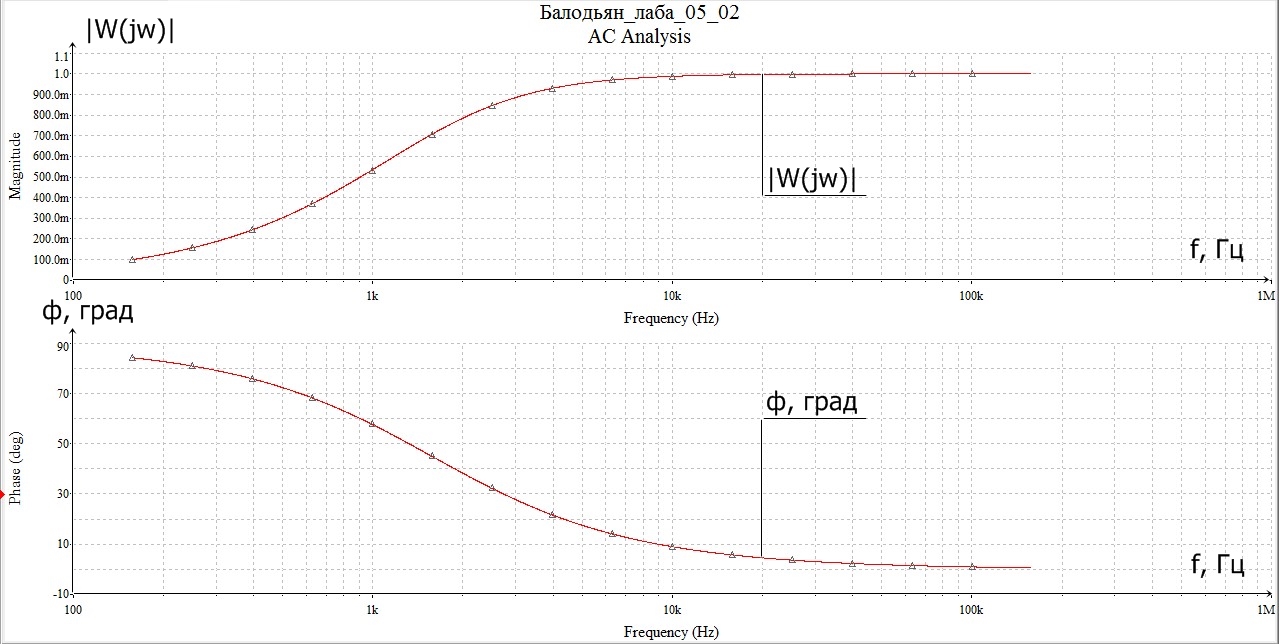 Балодьян_лаба_05_02
AC Analysis
|W(jw)|
Magnitude
1.1
1.0
900.0m
800.0m
700.0m
600.0m
500.0m
400.0m
300.0m
200.0m
100.0m
0
|W(jw)|
f, Гц
100
1k
10k
100k
1M
Frequency (Hz)
ф, град
Phase (deg)
90
70
50
30
10
-10
ф, град
f, Гц
100
1k
10k
100k
1M
Frequency (Hz)